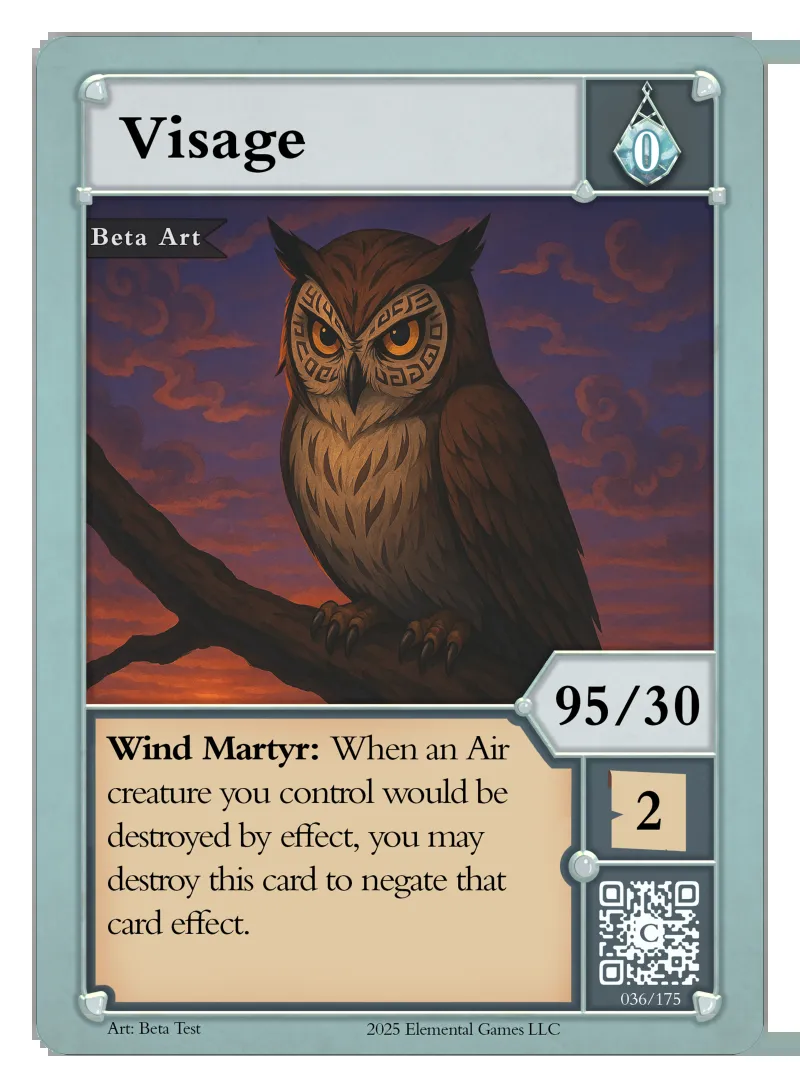 Visage
0
Beta Art
95/30
Wind Martyr: When an Air
creature you control would be
destroyed by effect, you may
destroy this card to negate that
card effect.
2
C
036/175
Art: Beta Test
2025 Elemental Games LLC